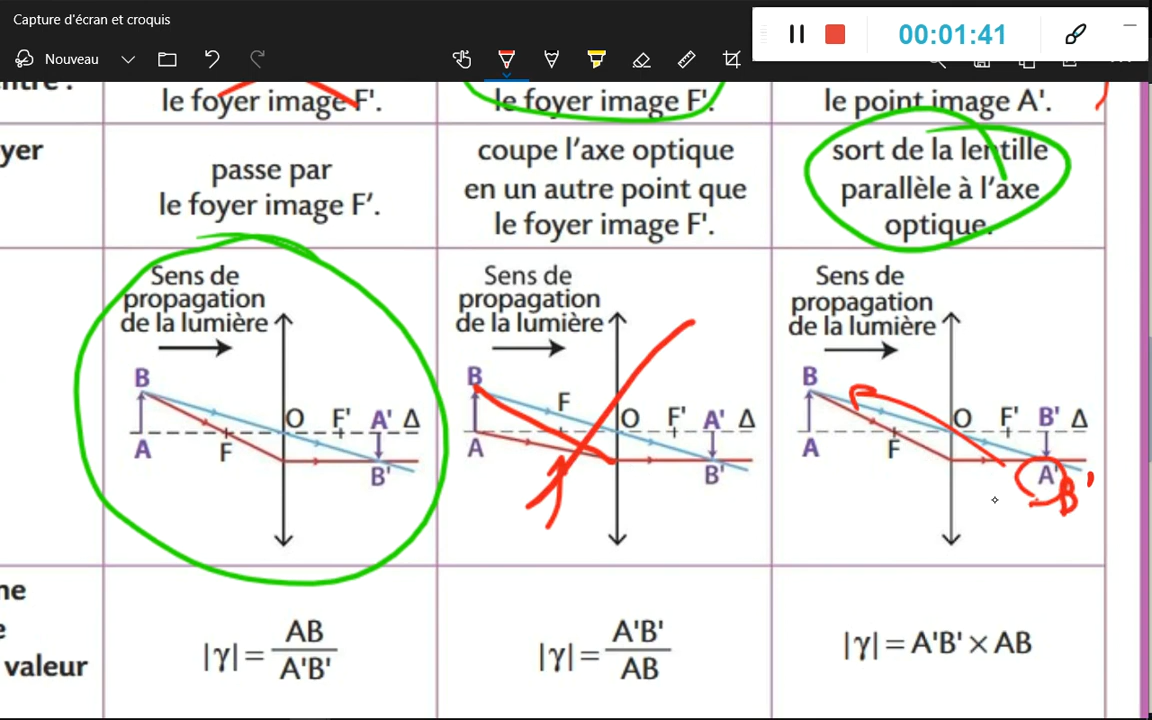 Capture d'écran et croquis
00:01:41
Nouveau
le foyer image F'.
le foyer image F'.
le point image A'.
yer
passe par
le foyer image F'.
coupe l'axe optique
en un autre point que
le foyer image F'.
sort de la lentille
parallèle à l'axe
optique.
Sens de
propagation
de la lumière
B
O F' A' Δ
A
F
B'
Sens de
propagation
de la lumière
B
F
O F' A' Δ
A
B'
Sens de
propagation
de la lumière
B
O F' B' Δ
A
F
A'
B'
ne
e
valeur
|γ| = AB
A'B'
|γ| = A'B'
AB
|γ| = A'B' × AB